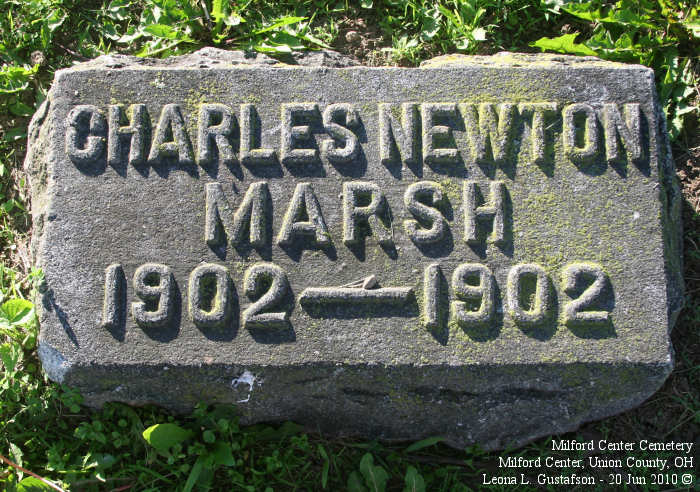 CHARLES NEWTON
MARSH
1902—1902
Milford Center Cemetery
Milford Center, Union County, OH
Leona L. Gustafson - 20 Jun 2010 ©